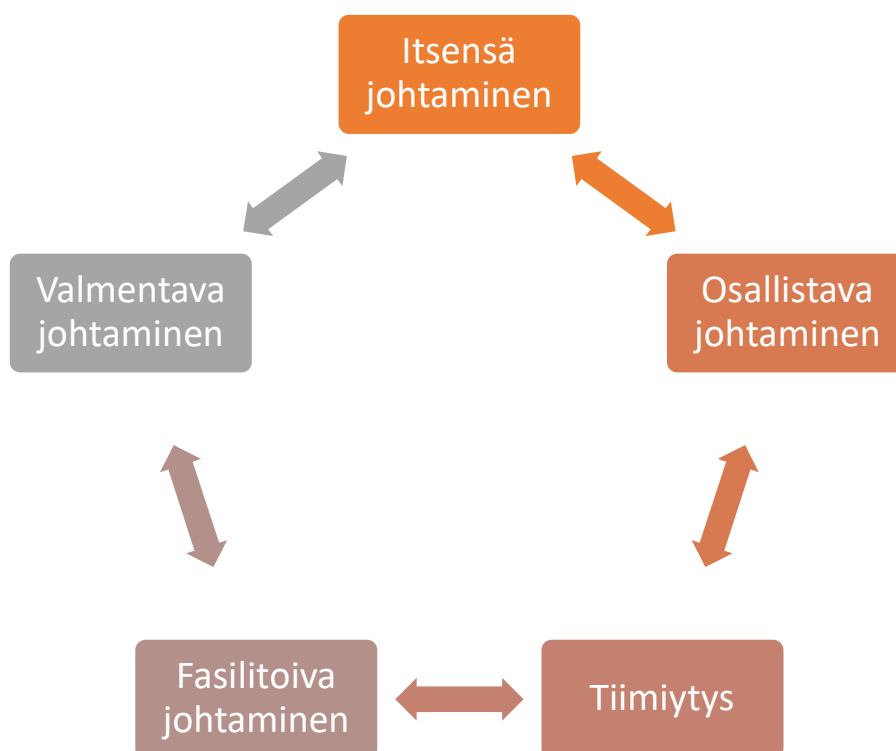 Itsensä
johtaminen
Valmentava
johtaminen
Osallistava
johtaminen
Fasilitoiva
johtaminen
Tiimiytys